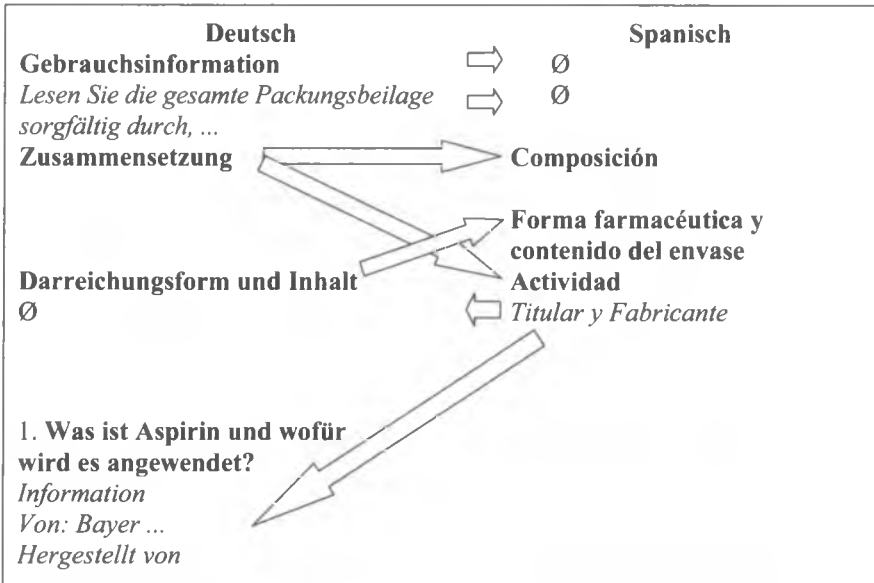 Deutsch Spanisch
Gebrauchsinformation Ø
Lesen Sie die gesamte Packungsbeilage Ø
sorgfältig durch, ...
Zusammensetzung Composición
Forma farmacéutica y
contenido del envase
Darreichungsform und Inhalt Actividad
Ø Titular y Fabricante
1. Was ist Aspirin und wofür
wird es angewendet?
Information
Von: Bayer ...
Hergestellt von